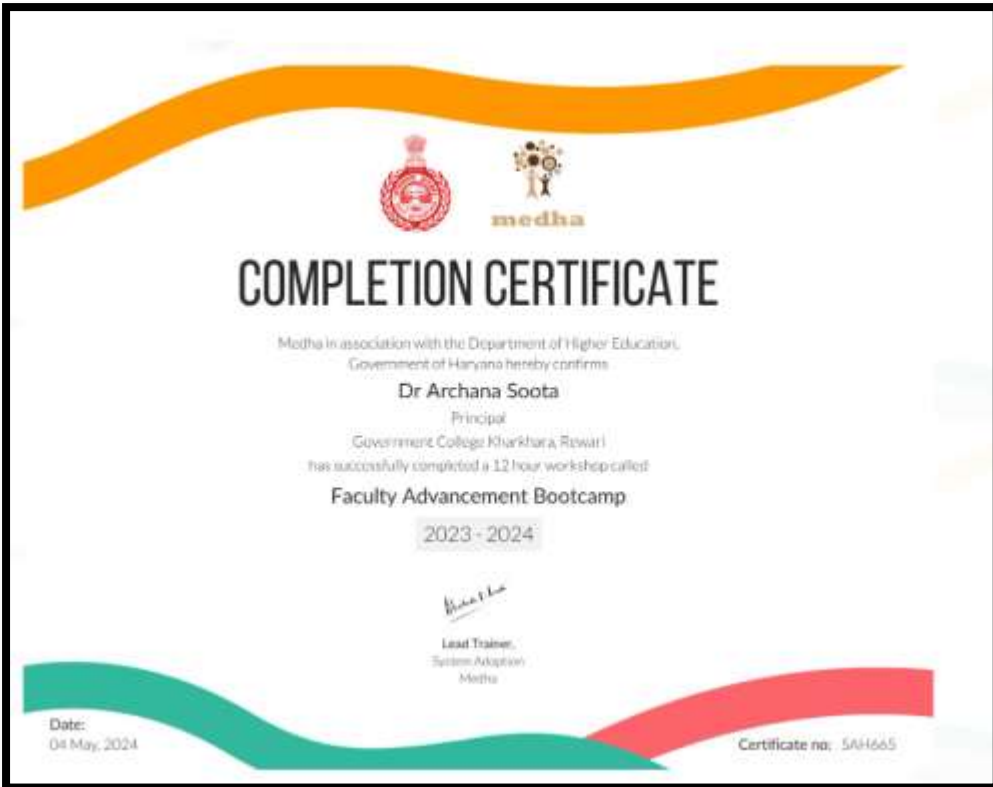 medha
COMPLETION CERTIFICATE
Medha in association with the Department of Higher Education,
Government of Haryana hereby confirms
Dr Archana Soota
Principal
Government College Kharkhara, Rewari
has successfully completed a 12 hour workshop called
Faculty Advancement Bootcamp
2023 - 2024
Lead Trainer,
System Adoption
Medha
Date:
04 May, 2024
Certificate no: SAH665